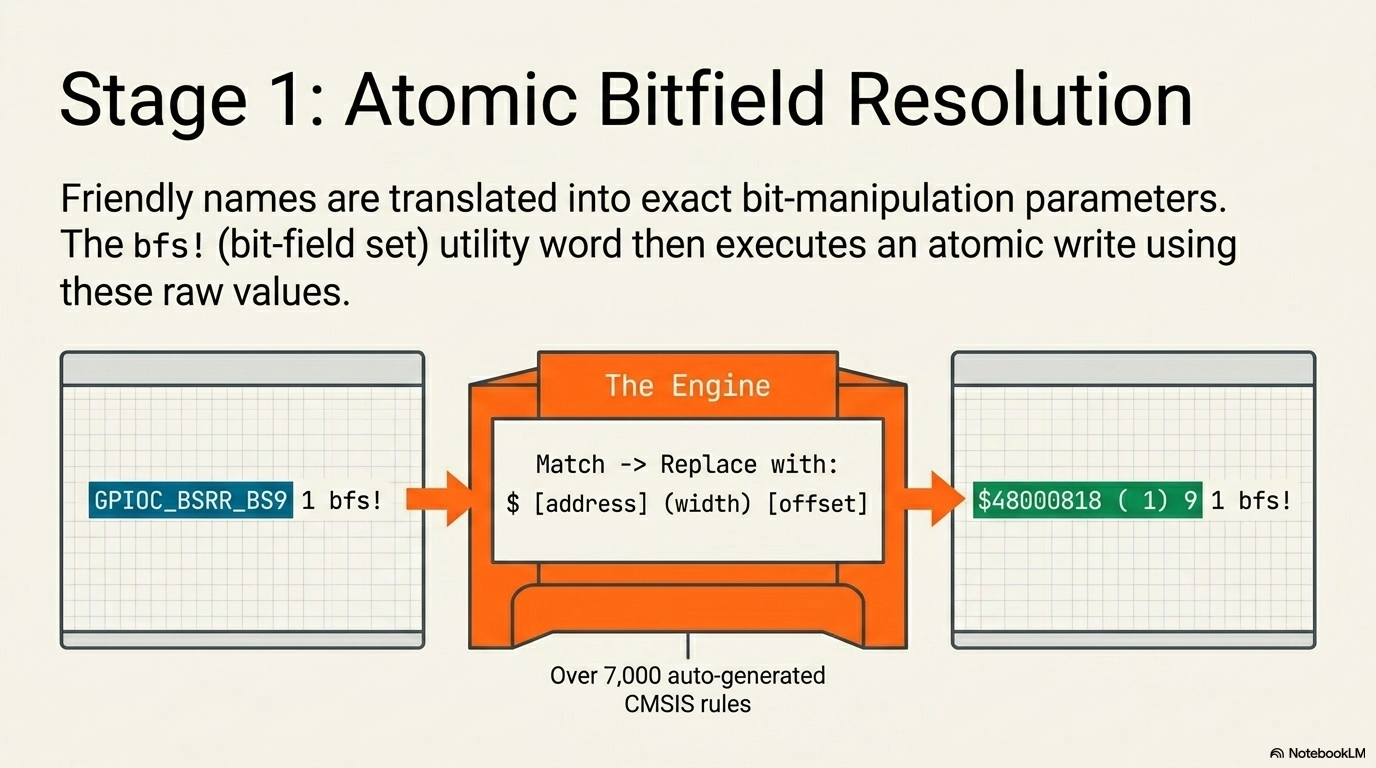 Stage 1: Atomic Bitfield Resolution
Friendly names are translated into exact bit-manipulation parameters.
The bfs! (bit-field set) utility word then executes an atomic write using
these raw values.
GPIOC_BSRR_BS9 1 bfs!
The Engine
Match -> Replace with:
$ [address] (width) [offset]
$48000818 ( 1) 9 1 bfs!
Over 7,000 auto-generated
CMSIS rules
NotebookLM